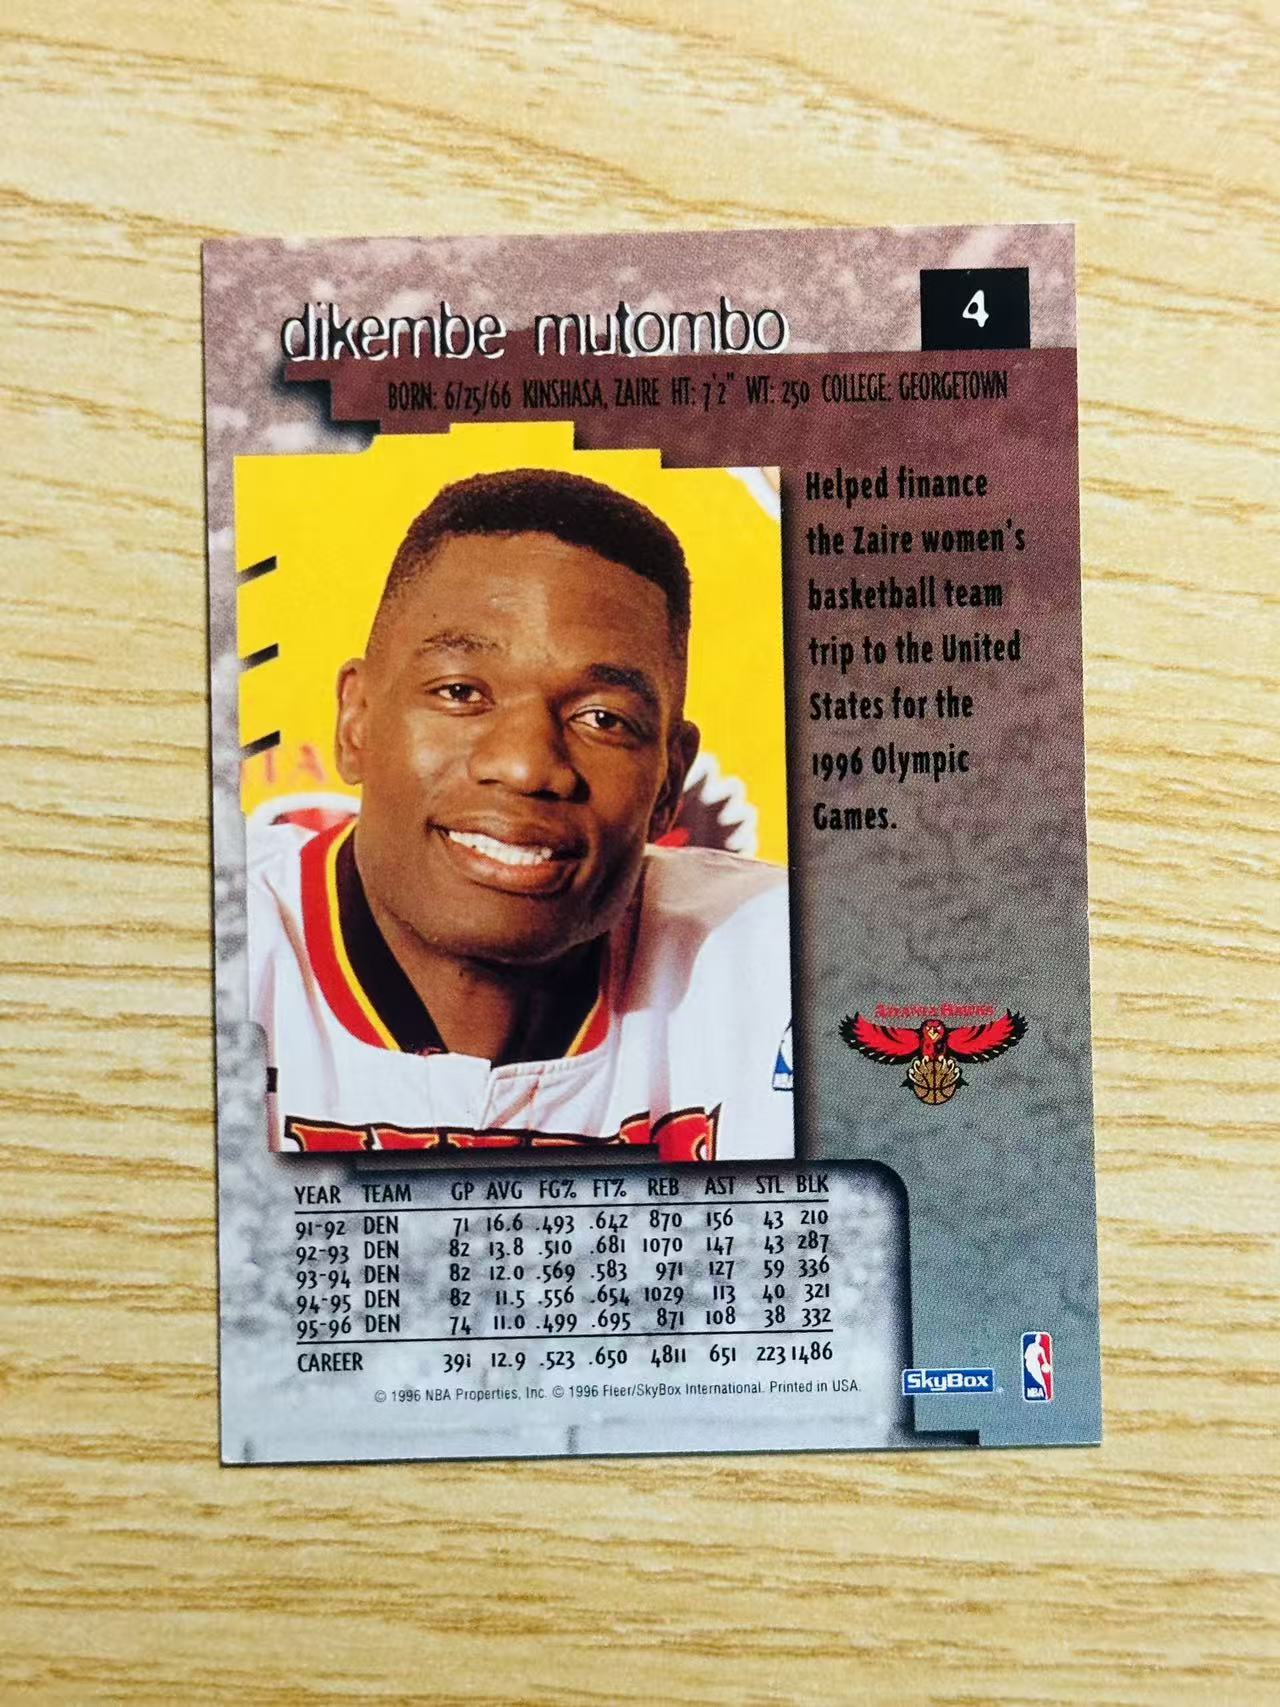 dikembe mutombo
4
BORN: 6/25/66 KINSHASA, ZAIRE HT: 7'2" WT: 250 COLLEGE: GEORGETOWN
Helped finance
the Zaire women's
basketball team
trip to the United
States for the
1996 Olympic
Games.
ATLANTA HAWKS
YEAR TEAM GP AVG FG% FT% REB AST STL BLK
91-92 DEN 71 16.6 .493 .642 870 156 43 210
92-93 DEN 82 13.8 .510 .681 1070 147 43 287
93-94 DEN 82 12.0 .569 .583 971 127 59 336
94-95 DEN 82 11.5 .556 .654 1029 113 40 321
95-96 DEN 74 11.0 .499 .695 871 108 38 332
CAREER 391 12.9 .523 .650 4811 651 223 1486
© 1996 NBA Properties, Inc. © 1996 Fleer/SkyBox International. Printed in USA.
SkyBox
NBA